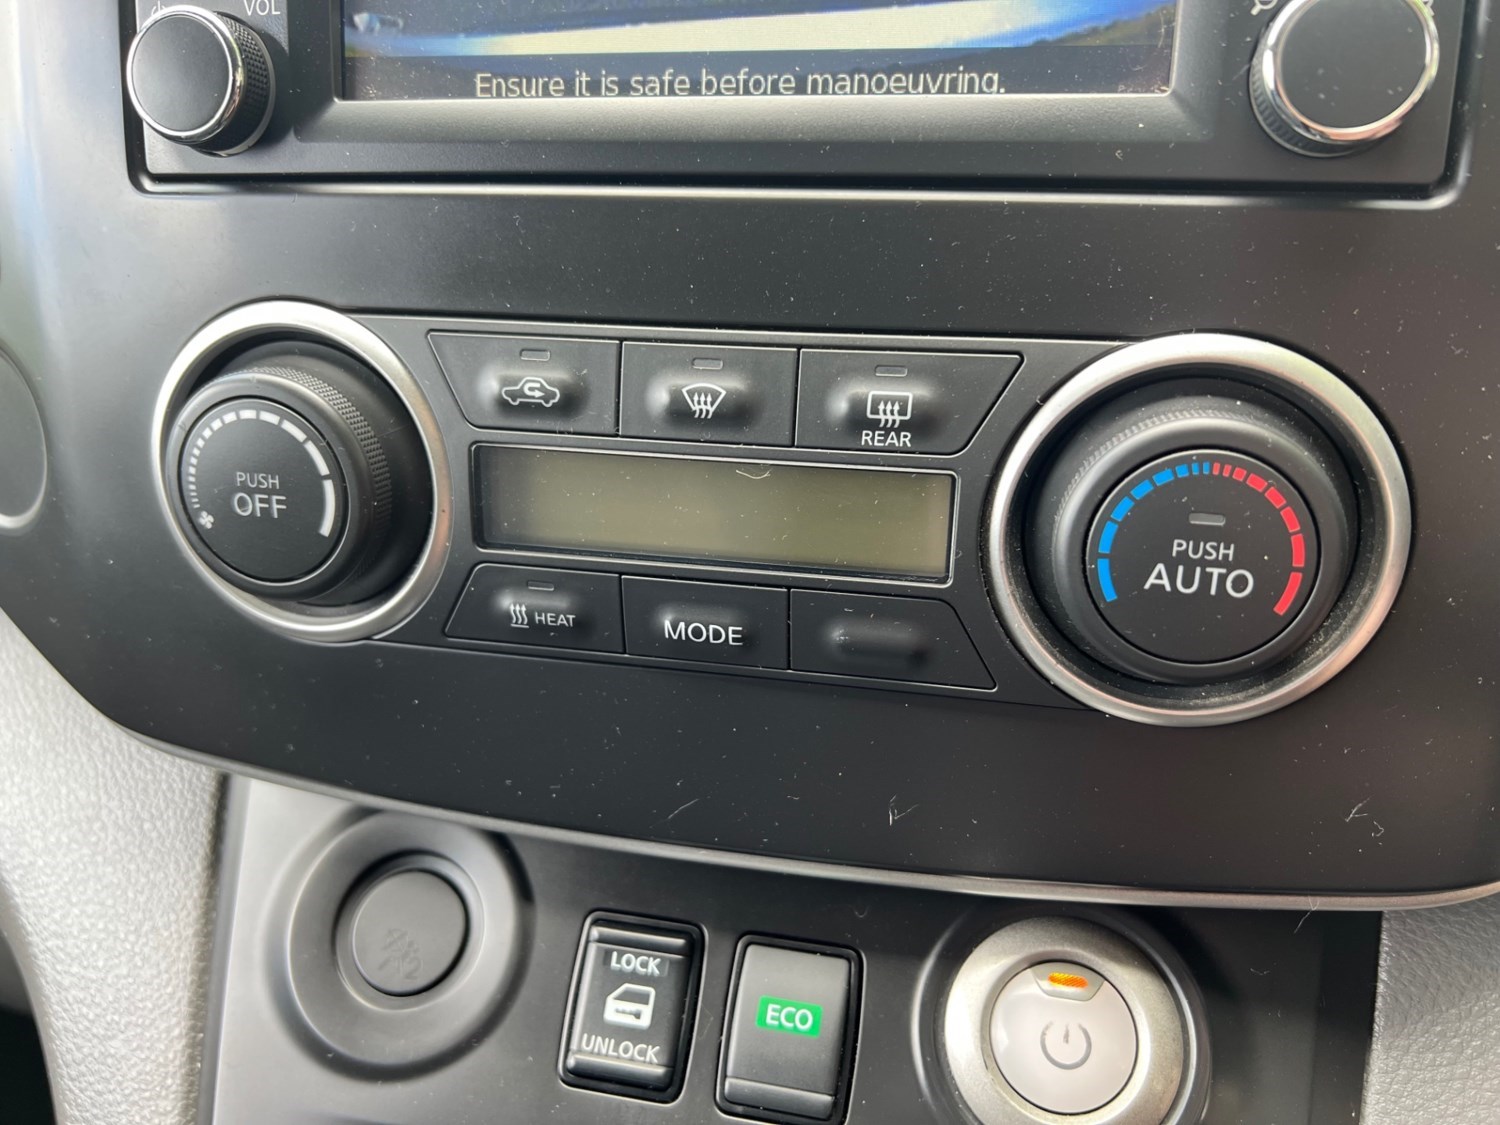 VOL
Ensure it is safe before manoeuvring.
REAR
PUSH
OFF
PUSH
AUTO
HEAT
MODE
LOCK
UNLOCK
ECO